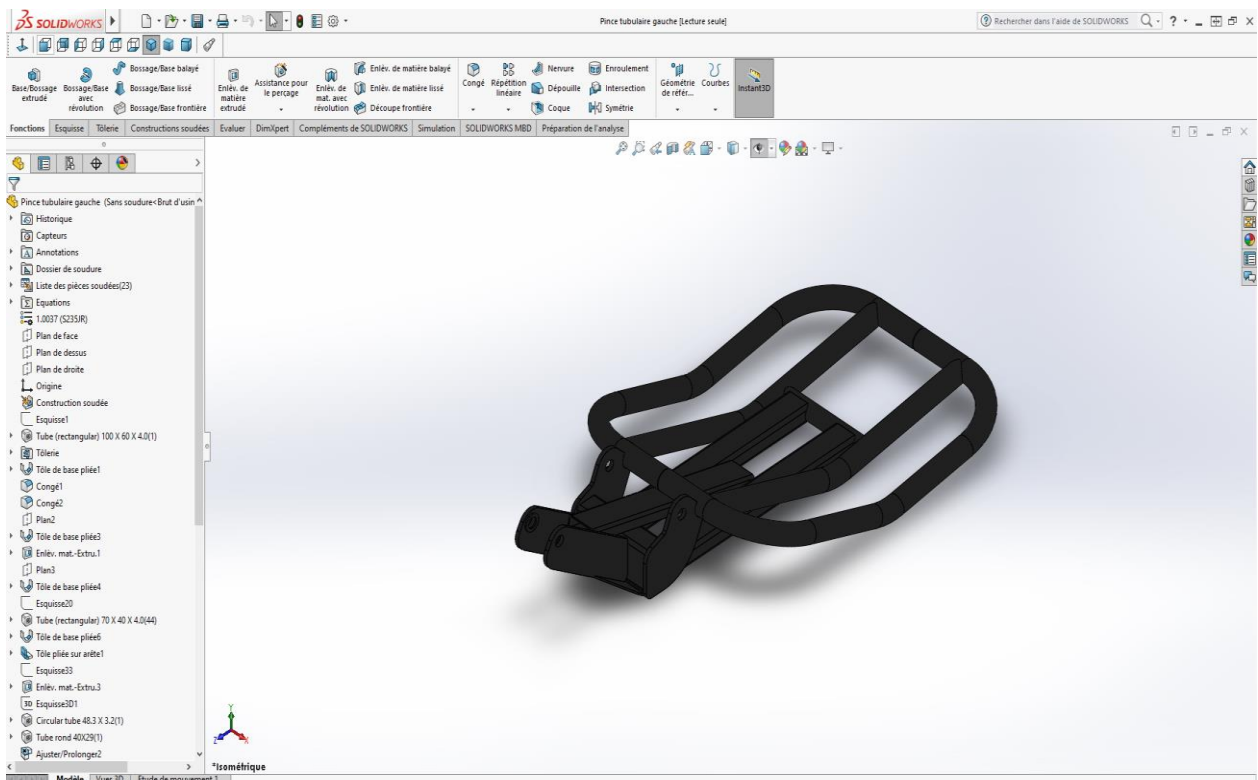 SOLIDWORKS
Pince tubulaire gauche [Lecture seule]
Rechercher dans l'aide de SOLIDWORKS
Base/Bossage extrudé
Bossage/Base avec révolution
Bossage/Base balayé
Bossage/Base lissé
Bossage/Base frontière
Enlèv. de matière extrudé
Assistance pour le perçage
Enlèv. de mat. avec révolution
Enlèv. de matière balayé
Enlèv. de matière lissé
Découpe frontière
Congé
Répétition linéaire
Nervure
Dépouille
Coque
Enroulement
Intersection
Symétrie
Géométrie de référ...
Courbes
Instant3D
Fonctions Esquisse Tôlerie Constructions soudées Evaluer DimXpert Compléments de SOLIDWORKS Simulation SOLIDWORKS MBD Préparation de l'analyse
Pince tubulaire gauche (Sans soudure<Brut d'usin
Historique
Capteurs
Annotations
Dossier de soudure
Liste des pièces soudées(23)
Equations
1.0037 (S235JR)
Plan de face
Plan de dessus
Plan de droite
Origine
Construction soudée
Esquisse1
Tube (rectangular) 100 X 60 X 4.0(1)
Tôlerie
Tôle de base pliée1
Congé1
Congé2
Plan2
Tôle de base pliée3
Enlèv. mat.-Extru.1
Plan3
Tôle de base pliée4
Esquisse20
Tube (rectangular) 70 X 40 X 4.0(44)
Tôle de base pliée6
Tôle pliée sur arête1
Esquisse33
Enlèv. mat.-Extru.3
3D Esquisse3D1
Circular tube 48.3 X 3.2(1)
Tube rond 40X29(1)
Ajuster/Prolonger2
Y
Z
X
*Isométrique
Modèle Vues 3D Etude de mouvement 1